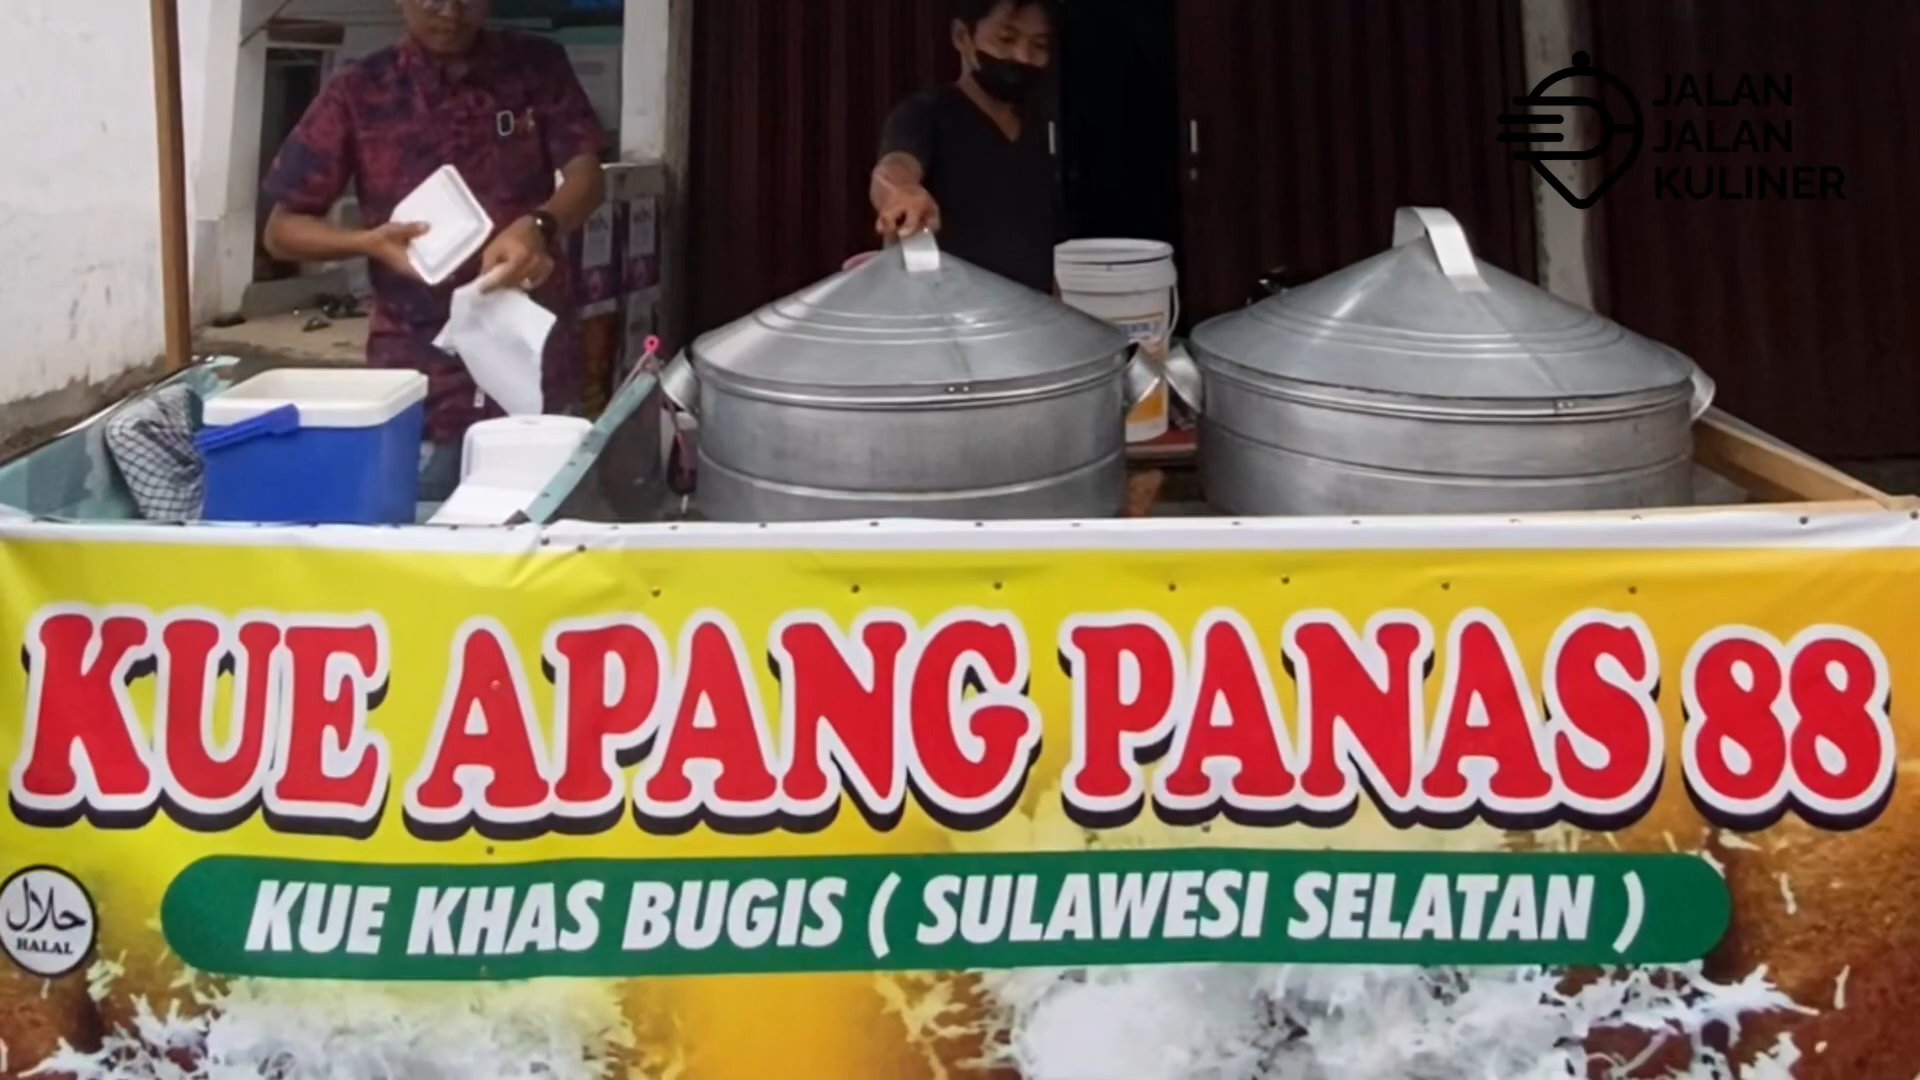 JALAN
JALAN
KULINER
KUE APANG PANAS 88
KUE KHAS BUGIS ( SULAWESI SELATAN )
حلال
HALAL